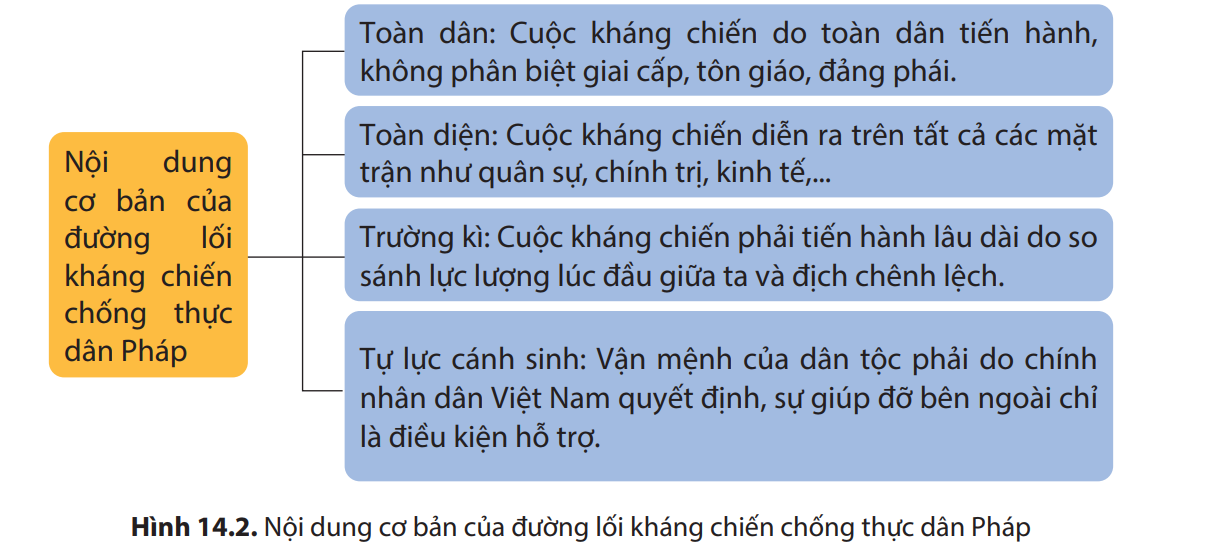 Toàn dân: Cuộc kháng chiến do toàn dân tiến hành,
không phân biệt giai cấp, tôn giáo, đảng phái.
Toàn diện: Cuộc kháng chiến diễn ra trên tất cả các mặt
trận như quân sự, chính trị, kinh tế,...
Nội dung
cơ bản của
đường lối
kháng chiến
chống thực
dân Pháp
Trường kì: Cuộc kháng chiến phải tiến hành lâu dài do so
sánh lực lượng lúc đầu giữa ta và địch chênh lệch.
Tự lực cánh sinh: Vận mệnh của dân tộc phải do chính
nhân dân Việt Nam quyết định, sự giúp đỡ bên ngoài chỉ
là điều kiện hỗ trợ.
Hình 14.2. Nội dung cơ bản của đường lối kháng chiến chống thực dân Pháp